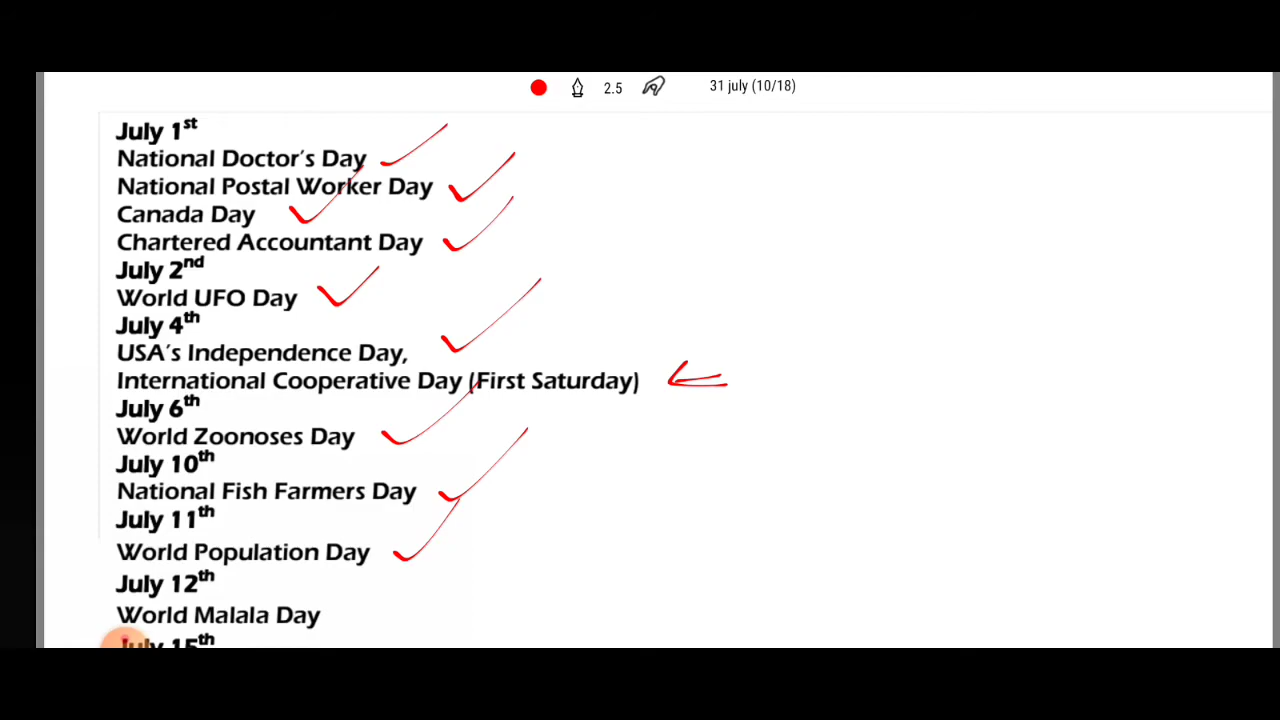 2.5 31 july (10/18)
July 1st
National Doctor's Day
National Postal Worker Day
Canada Day
Chartered Accountant Day
July 2nd
World UFO Day
July 4th
USA's Independence Day,
International Cooperative Day (First Saturday)
July 6th
World Zoonoses Day
July 10th
National Fish Farmers Day
July 11th
World Population Day
July 12th
World Malala Day
July 15th